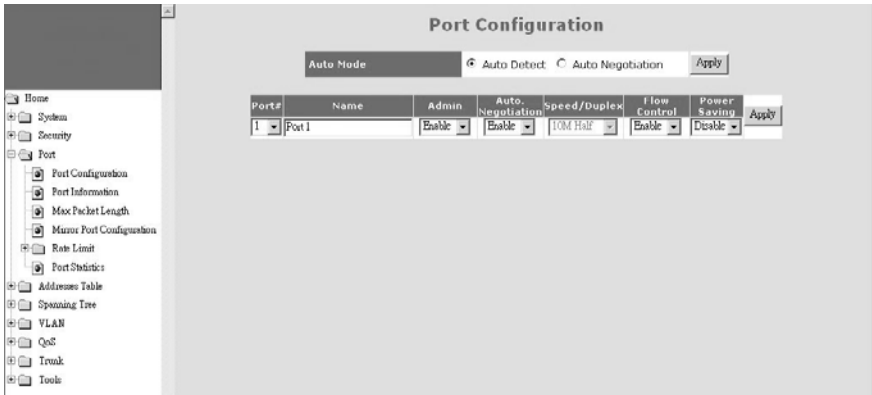 Port Configuration
Auto Mode Auto Detect Auto Negotiation Apply
Home
System
Security
Port
Port Configuration
Port Information
Max Packet Length
Mirror Port Configuration
Rate Limit
Port Statistics
Addresses Table
Spanning Tree
VLAN
QoS
Trunk
Tools
Port# Name Admin Auto. Negotiation Speed/Duplex Flow Control Power Saving
1 Port 1 Enable Enable 10M Half Enable Disable Apply